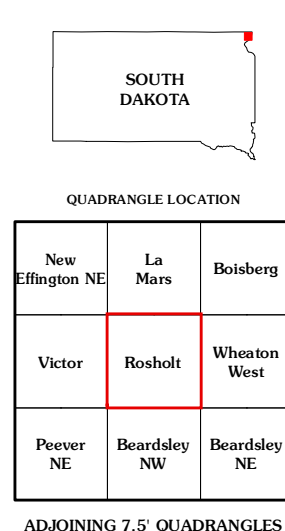 SOUTH
DAKOTA
QUADRANGLE LOCATION
New
Effington NE
La
Mars
Boisberg
Victor
Rosholt
Wheaton
West
Peever
NE
Beardsley
NW
Beardsley
NE
ADJOINING 7.5' QUADRANGLES